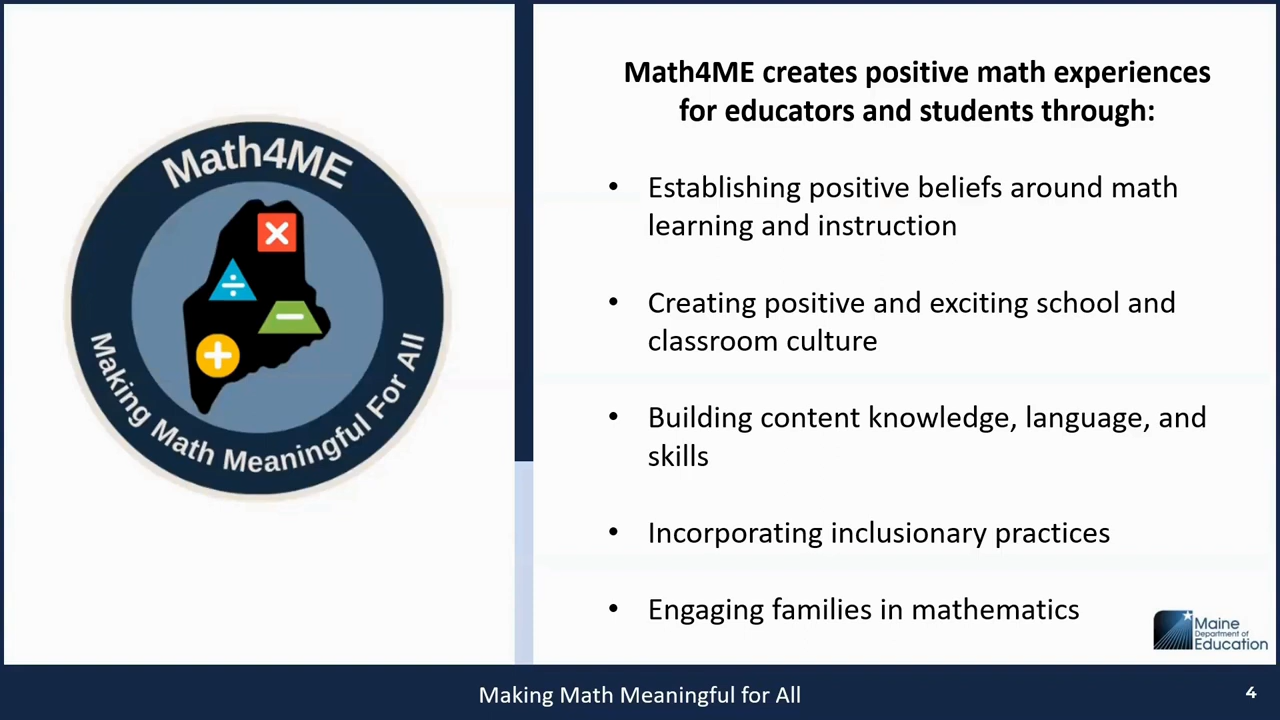 Math4ME
Making Math Meaningful For All
Math4ME creates positive math experiences
for educators and students through:
• Establishing positive beliefs around math
learning and instruction
• Creating positive and exciting school and
classroom culture
• Building content knowledge, language, and
skills
• Incorporating inclusionary practices
• Engaging families in mathematics
Maine
Department of
Education
Making Math Meaningful for All
4